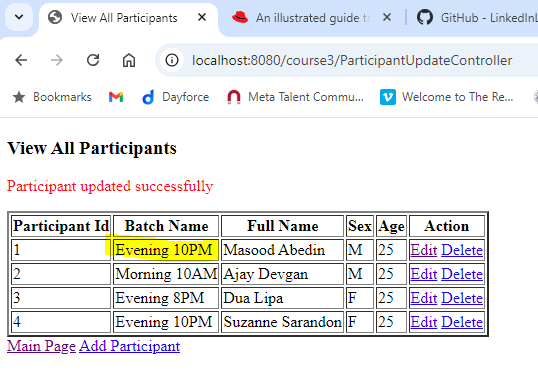 View All Participants
An illustrated guide to
GitHub - LinkedInL
localhost:8080/course3/ParticipantUpdateController
Bookmarks Dayforce Meta Talent Commu... Welcome to The Re...
View All Participants
Participant updated successfully
Participant Id Batch Name Full Name Sex Age Action
1 Evening 10PM Masood Abedin M 25 Edit Delete
2 Morning 10AM Ajay Devgan M 25 Edit Delete
3 Evening 8PM Dua Lipa F 25 Edit Delete
4 Evening 10PM Suzanne Sarandon F 25 Edit Delete
Main Page Add Participant